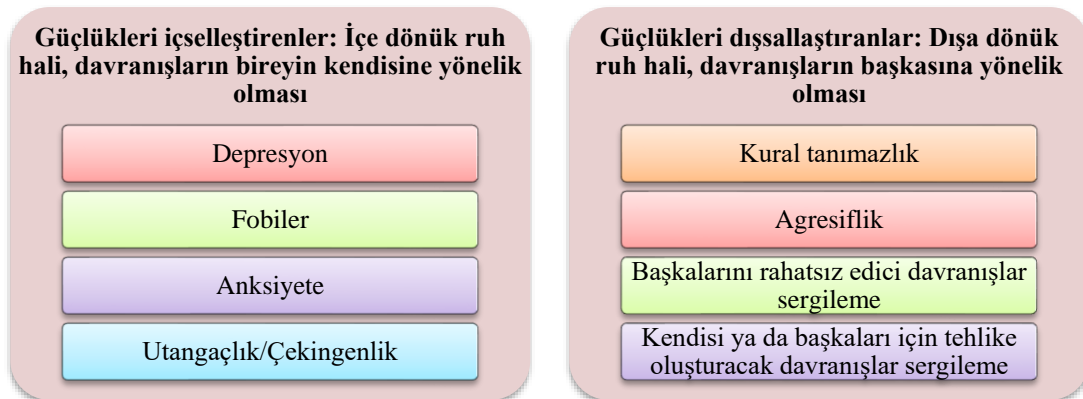 Güçlükleri içselleştirenler: İçe dönük ruh
hali, davranışların bireyin kendisine yönelik
olması
Depresyon
Fobiler
Anksiyete
Utangaçlık/Çekingenlik
Güçlükleri dışsallaştıranlar: Dışa dönük
ruh hali, davranışların başkasına yönelik
olması
Kural tanımazlık
Agresiflik
Başkalarını rahatsız edici davranışlar
sergileme
Kendisi ya da başkaları için tehlike
oluşturacak davranışlar sergileme